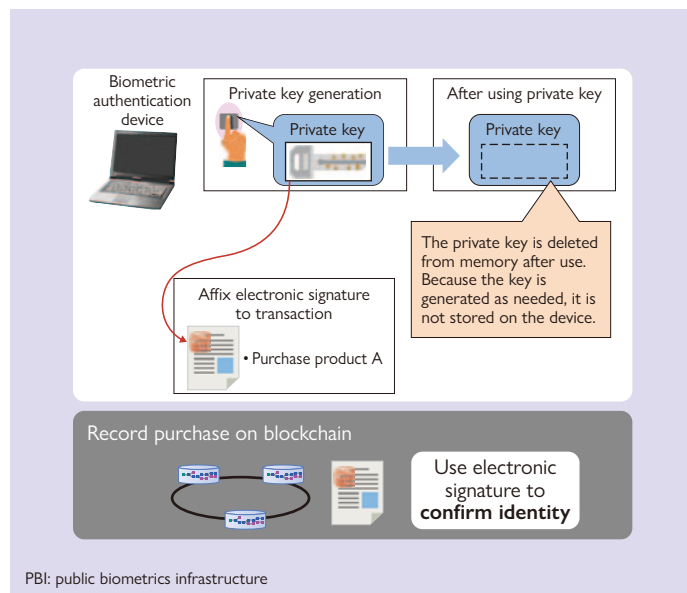 Biometric
authentication
device
Private key generation
Private key
After using private key
Private key
The private key is deleted
from memory after use.
Because the key is
generated as needed, it is
not stored on the device.
Affix electronic signature
to transaction
• Purchase product A
Record purchase on blockchain
Use electronic
signature to
confirm identity
PBI: public biometrics infrastructure